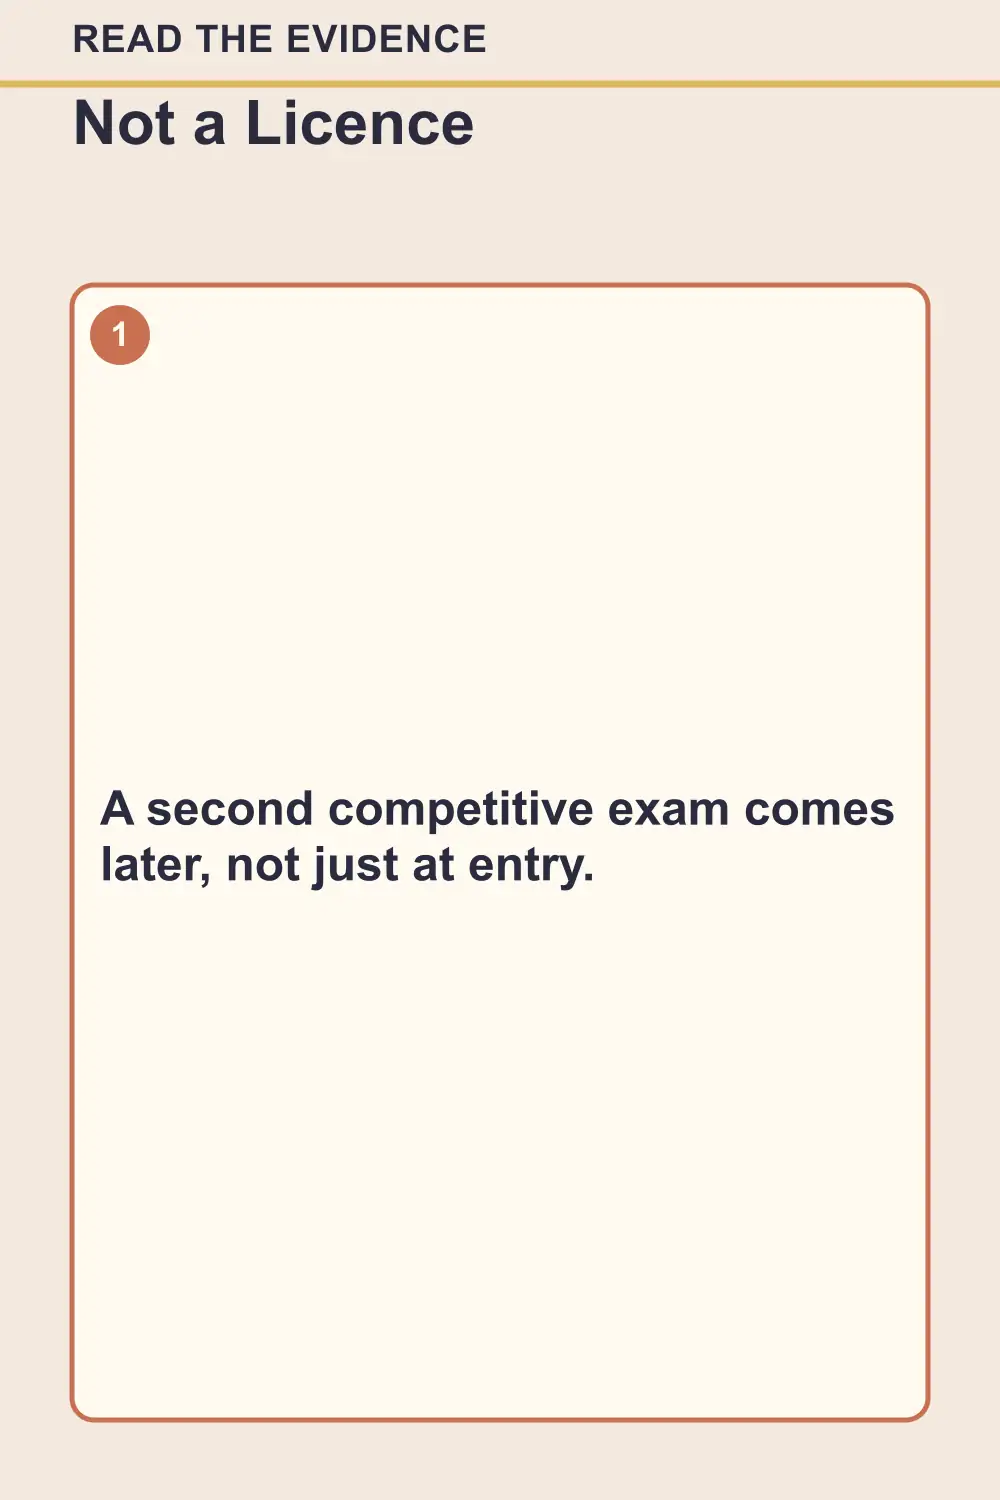 READ THE EVIDENCE
Not a Licence
1
A second competitive exam comes
later, not just at entry.